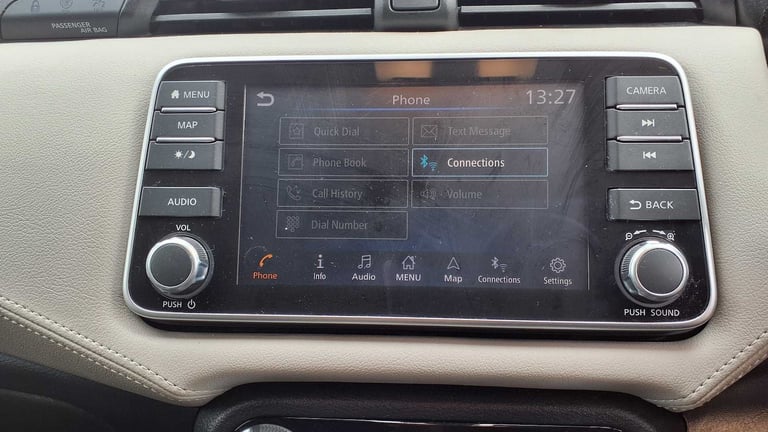 PASSENGER
AIR BAG
MENU
MAP
AUDIO
VOL
PUSH
Phone 13:27
Quick Dial Text Message
Phone Book Connections
Call History Volume
Dial Number
Phone Info Audio MENU Map Connections Settings
CAMERA
BACK
PUSH SOUND